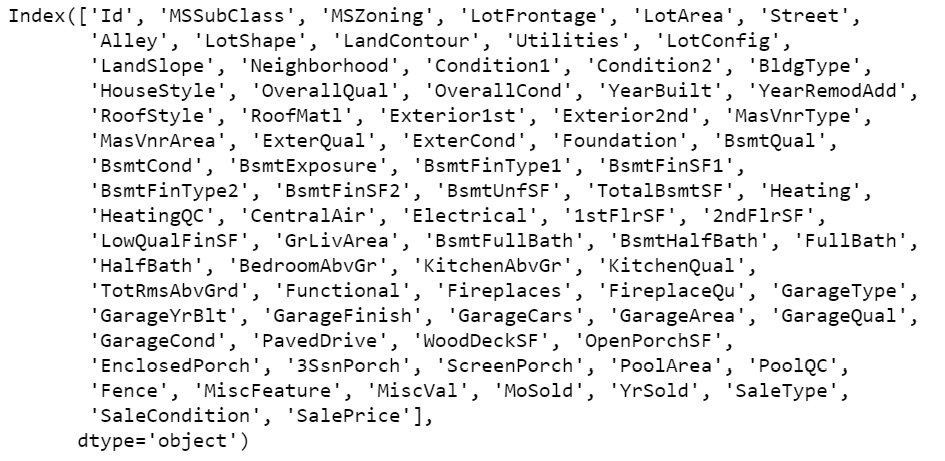 Index(['Id', 'MSSubClass', 'MSZoning', 'LotFrontage', 'LotArea', 'Street',
'Alley', 'LotShape', 'LandContour', 'Utilities', 'LotConfig',
'LandSlope', 'Neighborhood', 'Condition1', 'Condition2', 'BldgType',
'HouseStyle', 'OverallQual', 'OverallCond', 'YearBuilt', 'YearRemodAdd',
'RoofStyle', 'RoofMatl', 'Exterior1st', 'Exterior2nd', 'MasVnrType',
'MasVnrArea', 'ExterQual', 'ExterCond', 'Foundation', 'BsmtQual',
'BsmtCond', 'BsmtExposure', 'BsmtFinType1', 'BsmtFinSF1',
'BsmtFinType2', 'BsmtFinSF2', 'BsmtUnfSF', 'TotalBsmtSF', 'Heating',
'HeatingQC', 'CentralAir', 'Electrical', '1stFlrSF', '2ndFlrSF',
'LowQualFinSF', 'GrLivArea', 'BsmtFullBath', 'BsmtHalfBath', 'FullBath',
'HalfBath', 'BedroomAbvGr', 'KitchenAbvGr', 'KitchenQual',
'TotRmsAbvGrd', 'Functional', 'Fireplaces', 'FireplaceQu', 'GarageType',
'GarageYrBlt', 'GarageFinish', 'GarageCars', 'GarageArea', 'GarageQual',
'GarageCond', 'PavedDrive', 'WoodDeckSF', 'OpenPorchSF',
'EnclosedPorch', '3SsnPorch', 'ScreenPorch', 'PoolArea', 'PoolQC',
'Fence', 'MiscFeature', 'MiscVal', 'MoSold', 'YrSold', 'SaleType',
'SaleCondition', 'SalePrice'],
dtype='object')